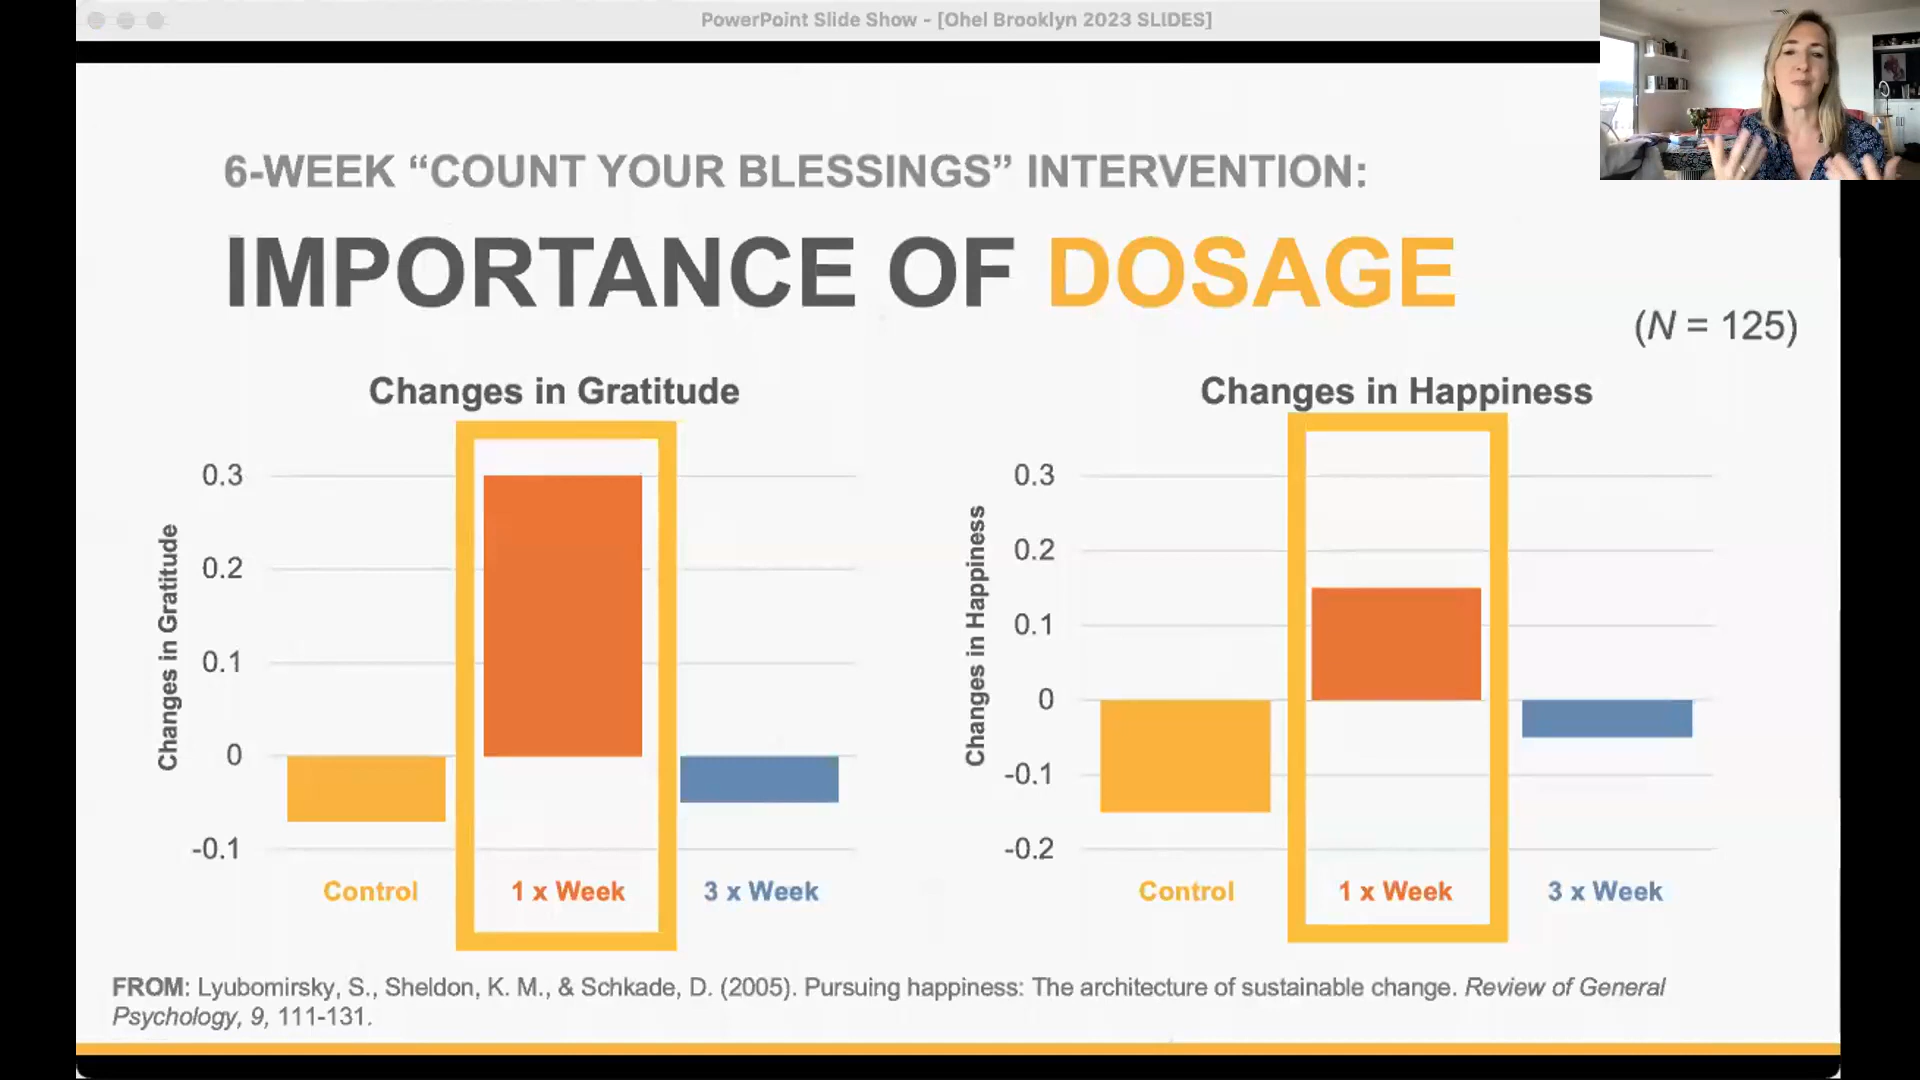 PowerPoint Slide Show - [Ohel Brooklyn 2023 SLIDES]
6-WEEK “COUNT YOUR BLESSINGS” INTERVENTION:
IMPORTANCE OF DOSAGE
(N = 125)
Changes in Gratitude
Changes in Gratitude
0.3
0.2
0.1
0
-0.1
Control
1 x Week
3 x Week
Changes in Happiness
Changes in Happiness
0.3
0.2
0.1
0
-0.1
-0.2
Control
1 x Week
3 x Week
FROM: Lyubomirsky, S., Sheldon, K. M., & Schkade, D. (2005). Pursuing happiness: The architecture of sustainable change. Review of General
Psychology, 9, 111-131.